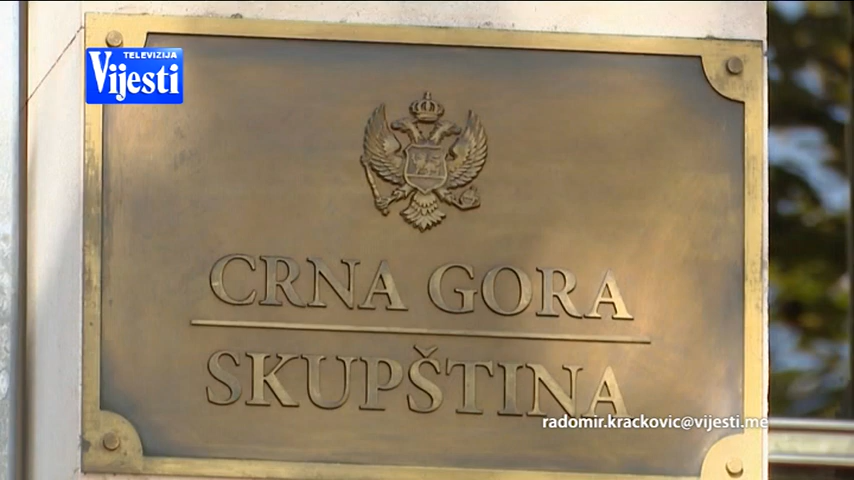 TELEVIZIJA
Vijesti
CRNA GORA
SKUPŠTINA
radomir.krackovic@vijesti.me